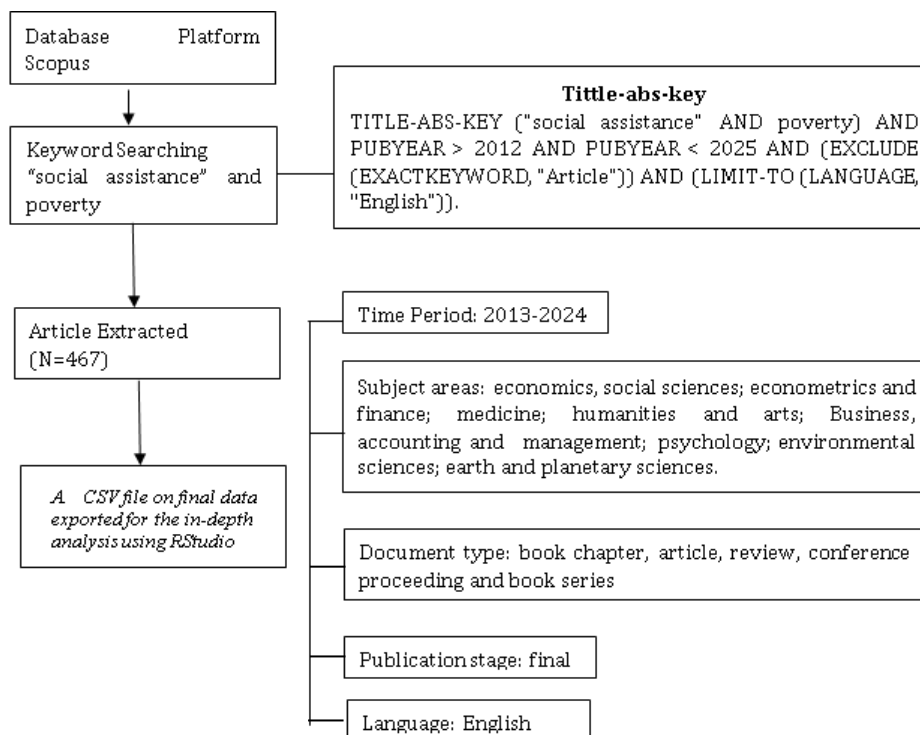 Database Platform
Scopus
Tittle-abs-key
TITLE-ABS-KEY ("social assistance" AND poverty) AND
PUBYEAR > 2012 AND PUBYEAR < 2025 AND (EXCLUDE
(EXACTKEYWORD, "Article")) AND (LIMIT-TO (LANGUAGE,
"English")).
Keyword Searching
"social assistance" and
poverty
Article Extracted
(N=467)
A CSV file on final data
exported for the in-depth
analysis using RStudio
Time Period: 2013-2024
Subject areas: economics, social sciences; econometrics and
finance; medicine; humanities and arts; Business,
accounting and management; psychology; environmental
sciences; earth and planetary sciences.
Document type: book chapter, article, review, conference
proceeding and book series
Publication stage: final
Language: English